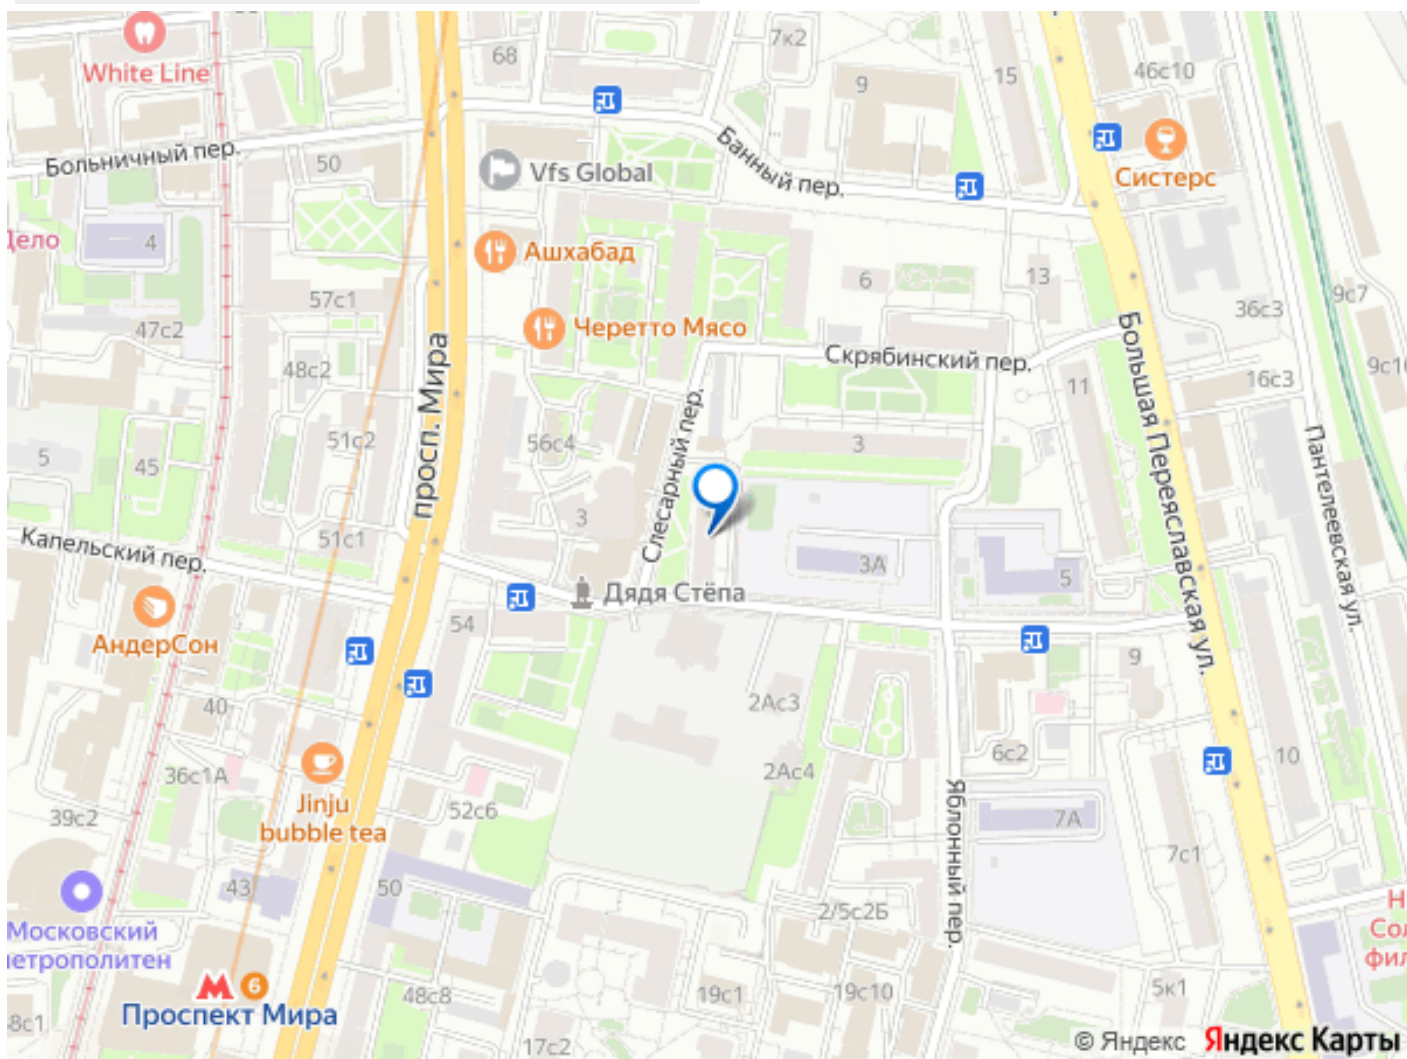 White Line
68
7к2
9
15
46с10
Больничный пер.
50
Vfs Global
Банный пер.
Систерс
Дело
4
Ашхабад
6
13
57с1
36с3
9с7
47с2
Черетто Мясо
Скрябинский пер.
48с2
просп. Мира
Большая Переяславская ул.
16с3
11
Слесарный пер.
5
45
51с2
56с4
3
Пантелеевская ул.
3
Капельский пер.
51с1
3А
5
Дядя Стёпа
АндерСон
54
9
40
2Ас3
6с2
10
36с1А
2Ас4
Jinju
bubble tea
39с2
52с6
Яблонный пер.
7А
7с1
43
50
2/5с2Б
Московский
6
Проспект Мира
48с8
19с1
19с10
5к1
17с2
© Яндекс Яндекс Карты